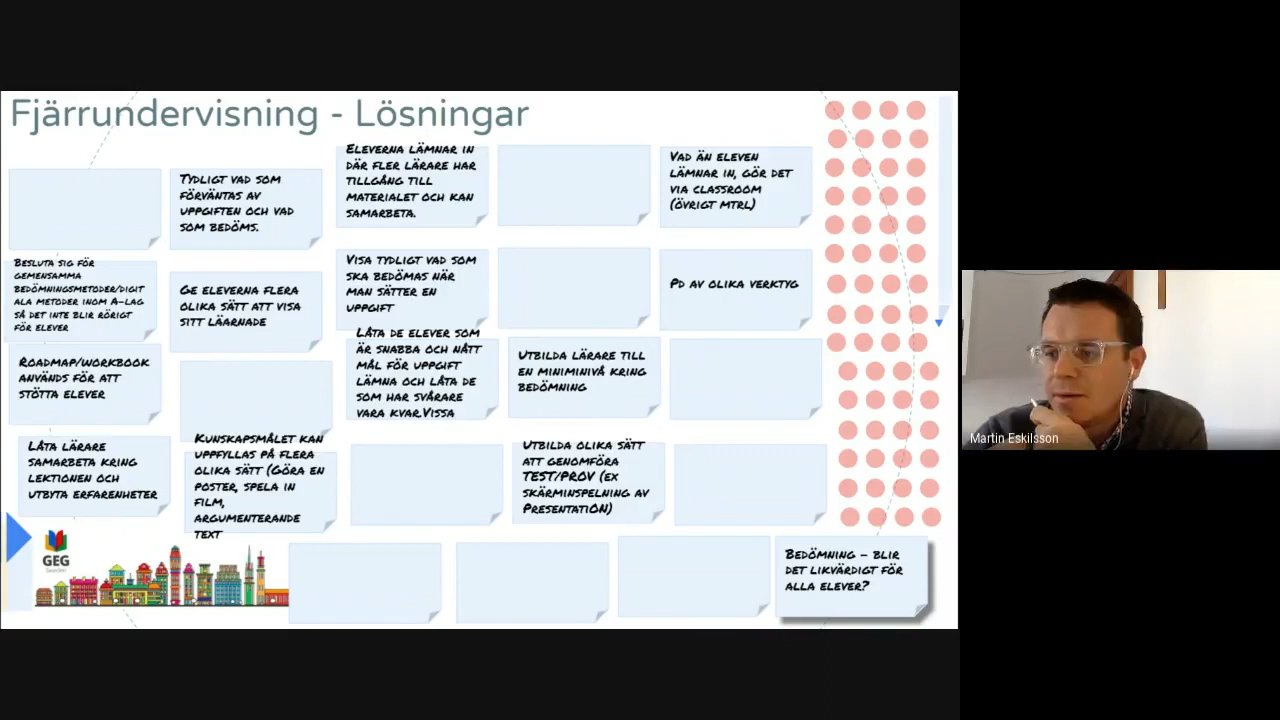 Fjärrundervisning - Lösningar
TYDLIGT VAD SOM
FÖRVÄNTAS AV
UPPGIFTEN OCH VAD
SOM BEDÖMS.
ELEVERNA LÄMNAR IN
DÄR FLER LÄRARE HAR
TILLGÅNG TILL
MATERIALET OCH KAN
SAMARBETA.
VAD ÄN ELEVEN
LÄMNAR IN, GÖR DET
VIA CLASSROOM
(ÖVRIGT MTRL)
BESLUTA SIG FÖR
GEMENSAMMA
BEDÖMNINGSMETODER/DIGIT
ALA METODER INOM A-LAG
SÅ DET INTE BLIR RÖRIGT
FÖR ELEVER
GE ELEVERNA FLERA
OLIKA SÄTT ATT VISA
SITT LÄARNADE
VISA TYDLIGT VAD SOM
SKA BEDÖMAS NÄR
MAN SÄTTER EN
UPPGIFT
PD AV OLIKA VERKTYG
ROADMAP/WORKBOOK
ANVÄNDS FÖR ATT
STÖTTA ELEVER
LÅTA DE ELEVER SOM
ÄR SNABBA OCH NÅTT
MÅL FÖR UPPGIFT
LÄMNA OCH LÅTA DE
SOM HAR SVÅRARE
VARA KVAR.VISSA
UTBILDA LÄRARE TILL
EN MINIMINIVÅ KRING
BEDÖMNING
LÅTA LÄRARE
SAMARBETA KRING
LEKTIONEN OCH
UTBYTA ERFARENHETER
KUNSKAPSMÅLET KAN
UPPFYLLAS PÅ FLERA
OLIKA SÄTT (GÖRA EN
POSTER, SPELA IN
FILM,
ARGUMENTERANDE
TEXT
UTBILDA OLIKA SÄTT
ATT GENOMFÖRA
TEST/PROV (EX
SKÄRMINSPELNING AV
PRESENTATION)
BEDÖMNING - BLIR
DET LIKVÄRDIGT FÖR
ALLA ELEVER?
GEG
Sweden
Martin Eskilsson